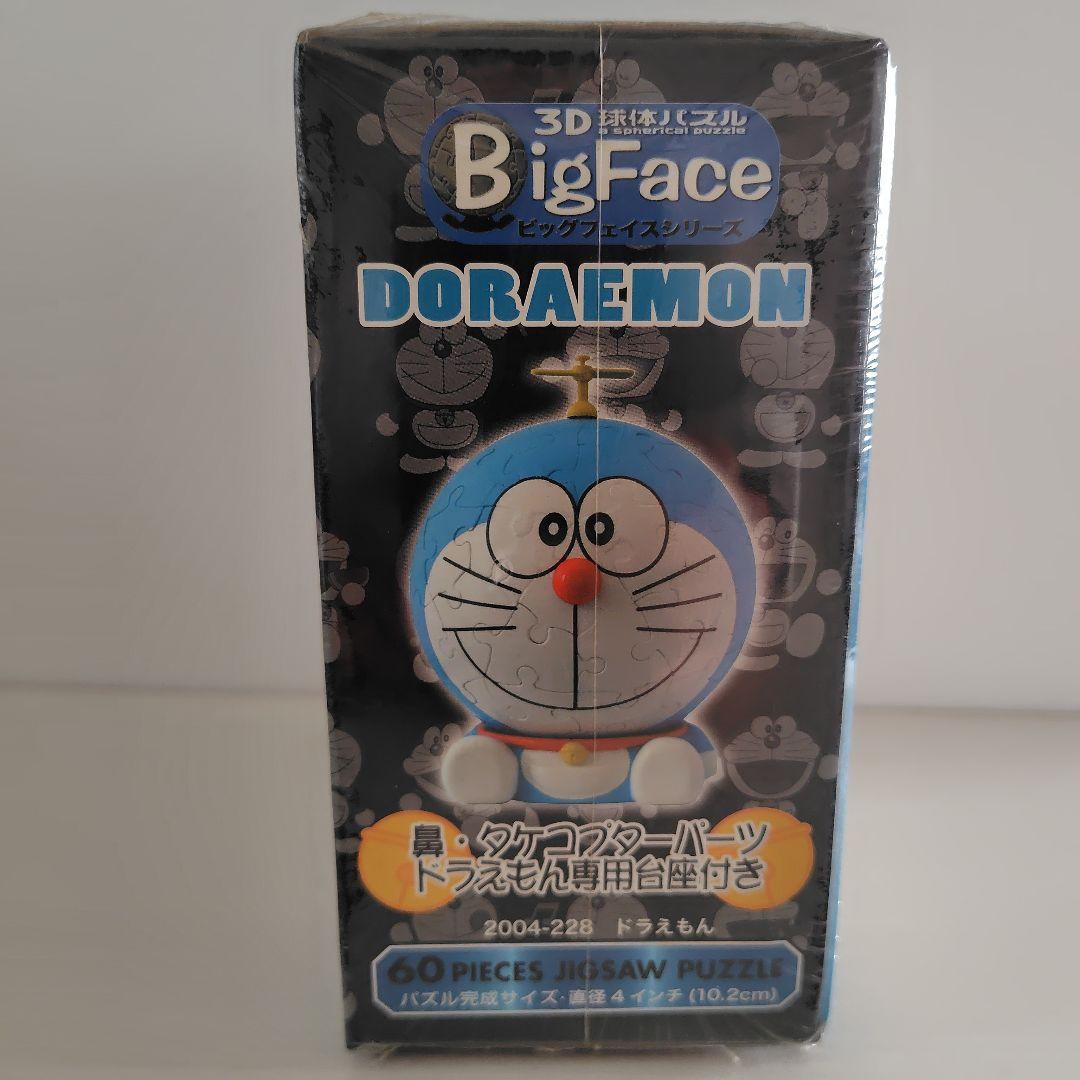 3D 球体パズル
a spherical puzzle
BigFace
ビッグフェイスシリーズ
DORAEMON
鼻・タケコプターパーツ
ドラえもん専用台座付き
2004-228 ドラえもん
60 PIECES JIGSAW PUZZLE
パズル完成サイズ・直径4インチ(10.2cm)